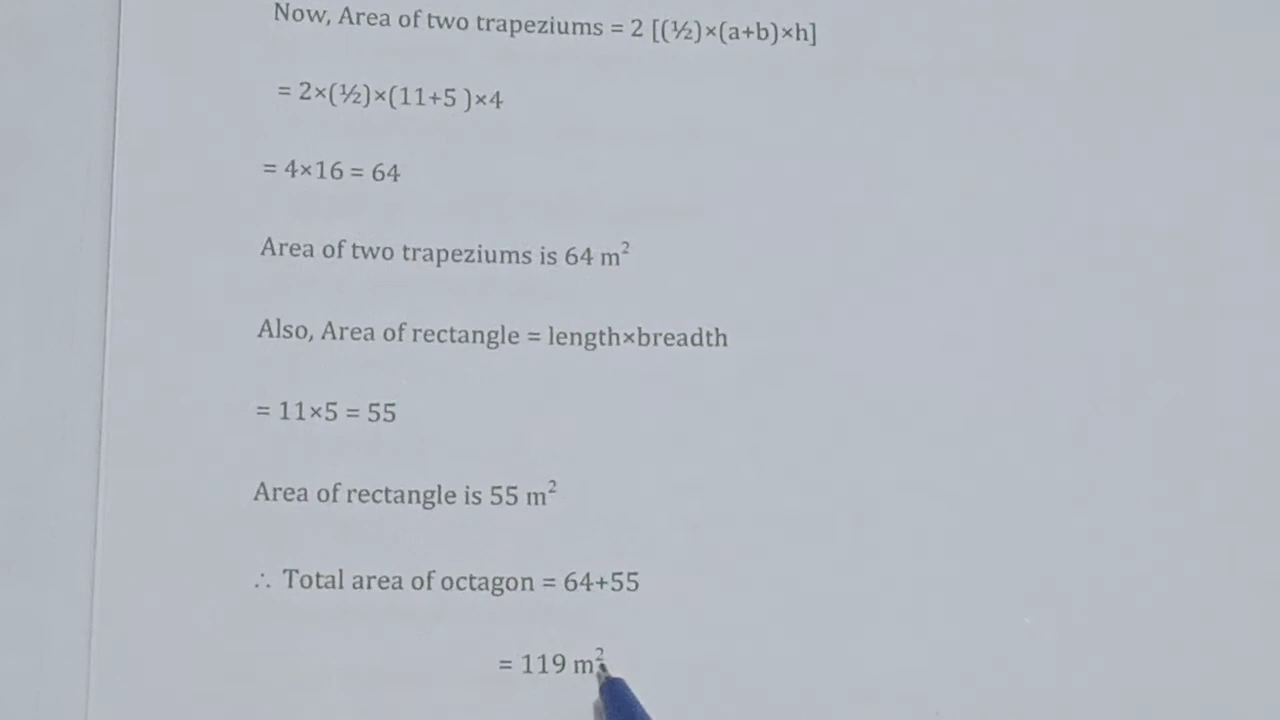 Now, Area of two trapeziums = 2 [(½)×(a+b)×h]
= 2×(½)×(11+5 )×4
= 4×16 = 64
Area of two trapeziums is 64 m²
Also, Area of rectangle = length×breadth
= 11×5 = 55
Area of rectangle is 55 m²
∴ Total area of octagon = 64+55
= 119 m²